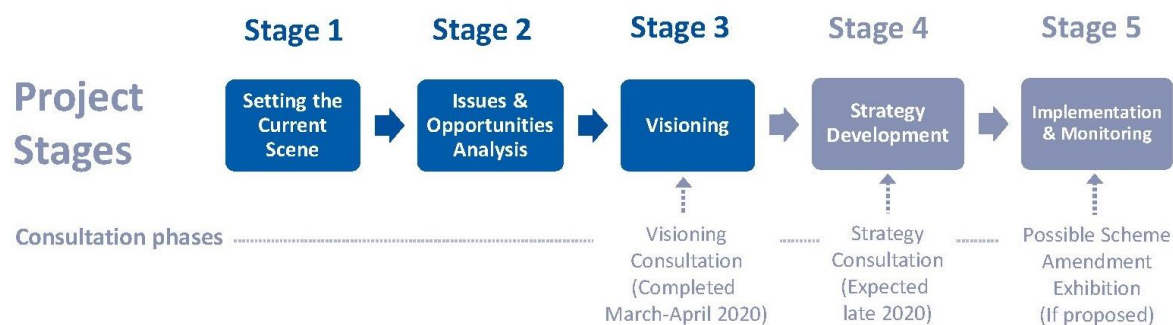 Stage 1
Stage 2
Stage 3
Stage 4
Stage 5
Project
Stages
Setting the
Current
Scene
Issues &
Opportunities
Analysis
Visioning
Strategy
Development
Implementation
& Monitoring
Consultation phases
Visioning
Consultation
(Completed
March-April 2020)
Strategy
Consultation
(Expected
late 2020)
Possible Scheme
Amendment
Exhibition
(If proposed)